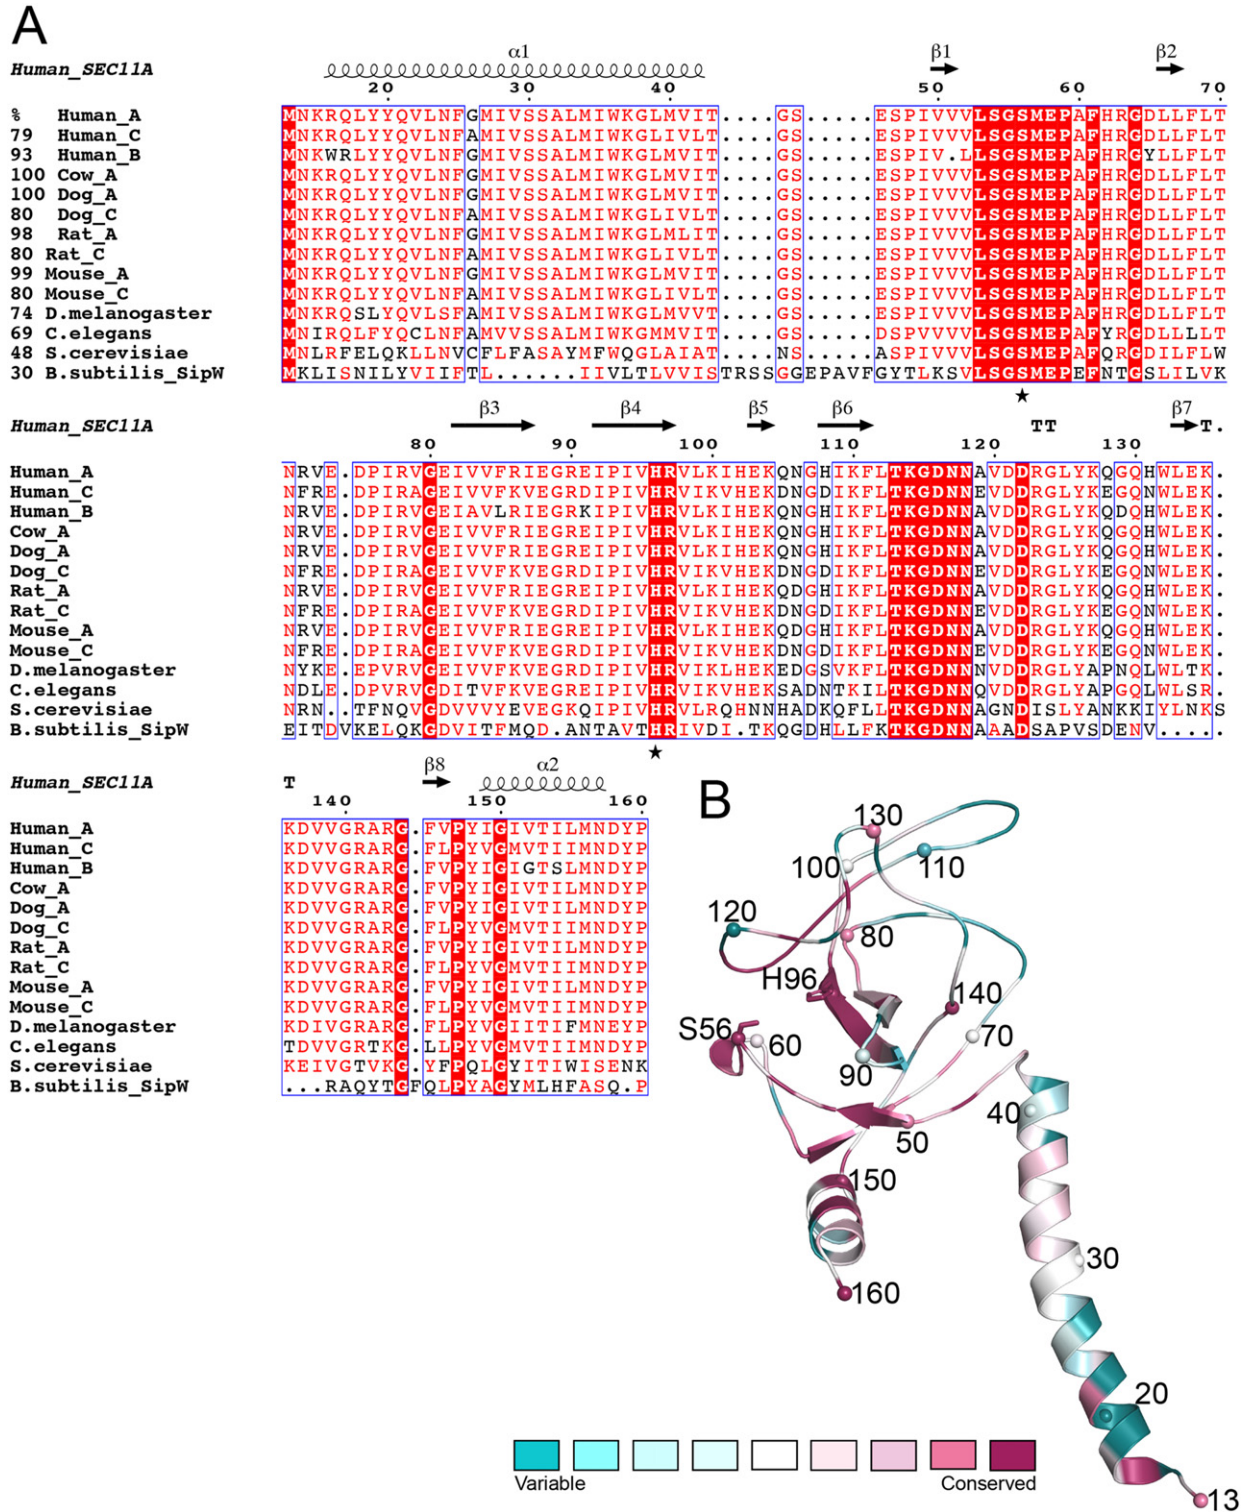 A
α1 β1 β2
Human_SEC11A
20 30 40 50 60 70
% Human_A MNKRQLYYQVLNFGMIVSSALMIWKGLMVIT....GS.....ESPIVVVLSGSMEPAFHRGDLLFLT
79 Human_C MNKRQLYYQVLNFAMIVSSALMIWKGLIVLT....GS.....ESPIVVVLSGSMEPAFHRGDLLFLT
93 Human_B MNKWRLYYQVLNFGMIVSSALMIWKGLMVIT....GS.....ESPIV.LLSGSMEPAFHRGYLLFLT
100 Cow_A MNKRQLYYQVLNFGMIVSSALMIWKGLMVIT....GS.....ESPIVVVLSGSMEPAFHRGDLLFLT
100 Dog_A MNKRQLYYQVLNFGMIVSSALMIWKGLMVIT....GS.....ESPIVVVLSGSMEPAFHRGDLLFLT
80 Dog_C MNKRQLYYQVLNFAMIVSSALMIWKGLIVLT....GS.....ESPIVVVLSGSMEPAFHRGDLLFLT
98 Rat_A MNKRQLYYQVLNFGMIVSSALMIWKGLMLIT....GS.....ESPIVVVLSGSMEPAFHRGDLLFLT
80 Rat_C MNKRQLYYQVLNFAMIVSSALMIWKGLIVLT....GS.....ESPIVVVLSGSMEPAFHRGDLLFLT
99 Mouse_A MNKRQLYYQVLNFGMIVSSALMIWKGLMVIT....GS.....ESPIVVVLSGSMEPAFHRGDLLFLT
80 Mouse_C MNKRQLYYQVLNFAMIVSSALMIWKGLIVLT....GS.....ESPIVVVLSGSMEPAFHRGDLLFLT
74 D.melanogaster MNKRQSLYQVLSFAMIVSSALMIWKGLMVVT....GS.....ESPIVVVLSGSMEPAFHRGDLLFLT
69 C.elegans MNIRQLFYQCLNFAMVVSSALMIWKGMMVIT....GS.....DSPVVVVLSGSMEPAFYRGDLLLLT
48 S.cerevisiae MNLRFELQKLLNVCFLFASAYMFWQGLAIAT....NS.....ASPIVVVLSGSMEPAFQRGDILFLW
30 B.subtilis_SipW MKLISNILYVIIFTL......IIVLTLVVISTRSSGGEPAVFGYTLKSVLSGSMEPEFNTGSLILVK
β3 β4 β5 β6 β7
Human_SEC11A TT T.
80 90 100 110 120 130
Human_A NRVE.DPIRVGEIVVFRIEGREIPIVHRVLKIHEKQNGHIKFLTKGDNNAVDDRGLYKQGQHWLEK.
Human_C NFRE.DPIRAGEIVVFKVEGRDIPIVHRVIKVHEKDNGDIKFLTKGDNNEVDDRGLYKEGQNWLEK.
Human_B NRVE.DPIRVGEIAVLRIEGRKIPIVHRVLKIHEKQNGHIKFLTKGDNNAVDDRGLYKQDQHWLEK.
Cow_A NRVE.DPIRVGEIVVFRIEGREIPIVHRVLKIHEKQNGHIKFLTKGDNNAVDDRGLYKQGQHWLEK.
Dog_A NRVE.DPIRVGEIVVFRIEGREIPIVHRVLKIHEKQNGHIKFLTKGDNNAVDDRGLYKQGQHWLEK.
Dog_C NFRE.DPIRAGEIVVFKVEGRDIPIVHRVIKVHEKDNGDIKFLTKGDNNEVDDRGLYKEGQNWLEK.
Rat_A NRVE.DPIRVGEIVVFRIEGREIPIVHRVLKIHEKQDGHIKFLTKGDNNAVDDRGLYKQGQHWLEK.
Rat_C NFRE.DPIRAGEIVVFKVEGRDIPIVHRVIKVHEKDNGDIKFLTKGDNNEVDDRGLYKEGQNWLEK.
Mouse_A NRVE.DPIRVGEIVVFRIEGREIPIVHRVLKIHEKQDGHIKFLTKGDNNAVDDRGLYKQGQHWLEK.
Mouse_C NFRE.DPIRAGEIVVFKVEGRDIPIVHRVIKVHEKDNGDIKFLTKGDNNEVDDRGLYKEGQNWLEK.
D.melanogaster NYKE.EPVRVGEIVVFKVEGRDIPIVHRVIKLHEKEDGSVKFLTKGDNNNVDDRGLYAPNQLWLTK.
C.elegans NDLE.DPVRVGDITVFKVEGREIPIVHRVIKVHEKSADNTKILTKGDNNQVDDRGLYAPGQLWLSR.
S.cerevisiae NRN..TFNQVGDVVVYEVEGKQIPIVHRVLRQHNNHADKQFLLTKGDNNAGNDISLYANKKIYLNKS
B.subtilis_SipW EITDVKELQKGDVITFMQD.ANTAVTHRIVDI.TKQGDHLLFKTKGDNNAAADSAPVSDENV.....
β8 α2
Human_SEC11A T
140 150 160
Human_A KDVVGRARG.FVPYIGIVTILMNDYP
Human_C KDVVGRARG.FLPYVGMVTIIMNDYP
Human_B KDVVGRARG.FVPYIGIGTSLMNDYP
Cow_A KDVVGRARG.FVPYIGIVTILMNDYP
Dog_A KDVVGRARG.FVPYIGIVTILMNDYP
Dog_C KDVVGRARG.FLPYVGMVTIIMNDYP
Rat_A KDVVGRARG.FVPYIGIVTILMNDYP
Rat_C KDVVGRARG.FLPYVGMVTIIMNDYP
Mouse_A KDVVGRARG.FVPYIGIVTILMNDYP
Mouse_C KDVVGRARG.FLPYVGMVTIIMNDYP
D.melanogaster KDIVGRARG.FLPYVGIITIFMNEYP
C.elegans TDVVGRTKG.LLPYVGIVTIIMNDYP
S.cerevisiae KEIVGTVKG.YFPQLGYITIWISENK
B.subtilis_SipW ...RAQYTGFQLPYAGYMLHFASQ.P
B
130
100
110
120
80
H96
140
S56
60
70
90
40
50
150
30
160
20
13
Variable
Conserved